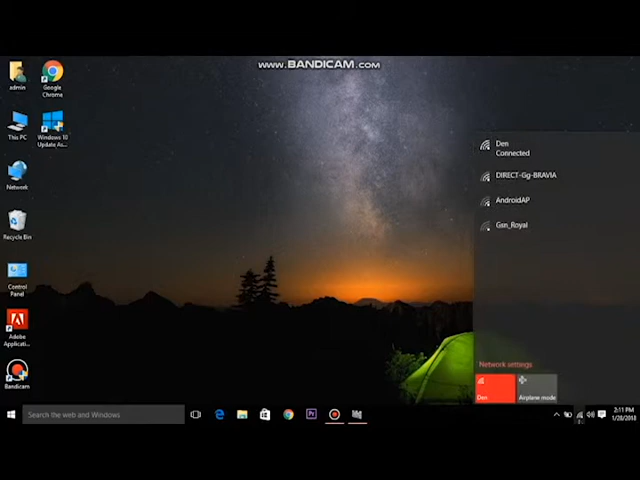 WWW.BANDICAM.COM
admin
Google
Chrome
This PC
Windows 10
Update As...
Network
Recycle Bin
Control
Panel
Adobe
Applicati...
Bandicam
Den
Connected
DIRECT-Gg-BRAVIA
AndroidAP
Gsn_Royal
Network settings
Den
Airplane mode
Search the web and Windows
2:11 PM
1/28/2018